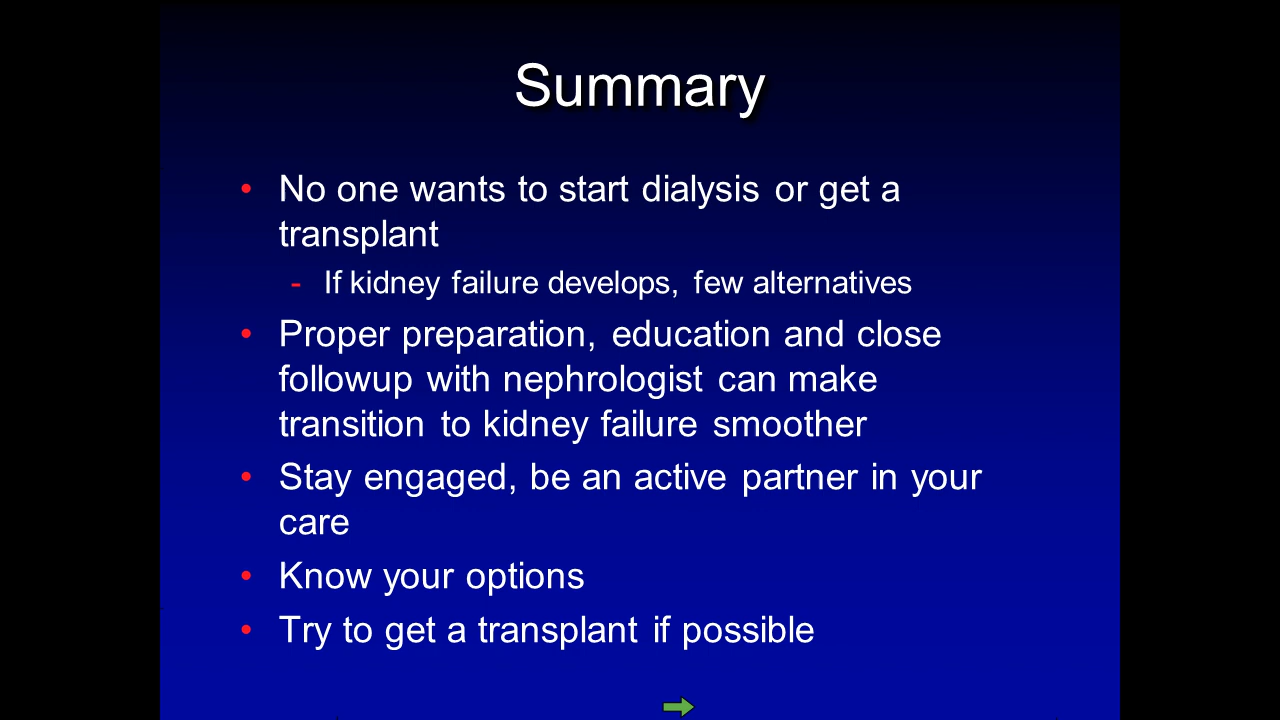 Summary
• No one wants to start dialysis or get a
transplant
- If kidney failure develops, few alternatives
• Proper preparation, education and close
followup with nephrologist can make
transition to kidney failure smoother
• Stay engaged, be an active partner in your
care
• Know your options
• Try to get a transplant if possible